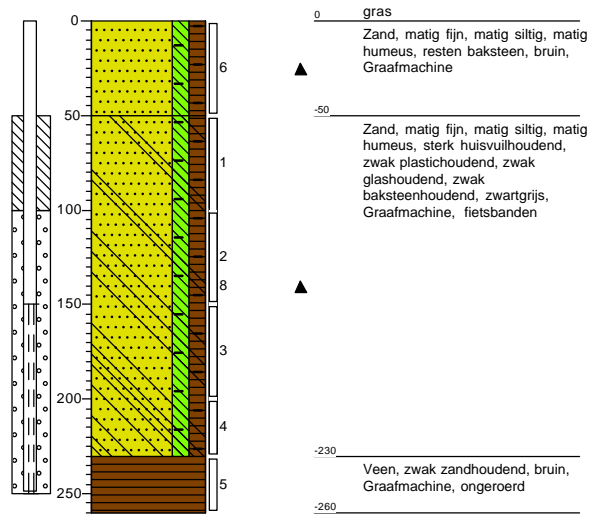 0
50
100
150
200
250
6
1
2
8
3
4
5
0
gras
Zand, matig fijn, matig siltig, matig
humeus, resten baksteen, bruin,
Graafmachine
-50
Zand, matig fijn, matig siltig, matig
humeus, sterk huisvuilhoudend,
zwak plastichoudend, zwak
glashoudend, zwak
baksteenhoudend, zwartgrijs,
Graafmachine, fietsbanden
-230
Veen, zwak zandhoudend, bruin,
Graafmachine, ongeroerd
-260